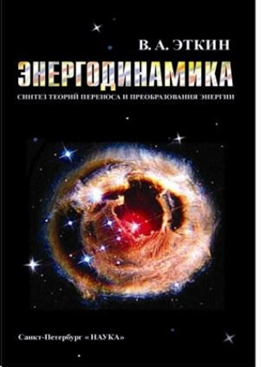 В. А. ЭТКИН
ЭНЕРГОДИНАМИКА
СИНТЕЗ ТЕОРИЙ ПЕРЕНОСА И ПРЕОБРАЗОВАНИЯ ЭНЕРГИИ
Санкт-Петербург «НАУКА»